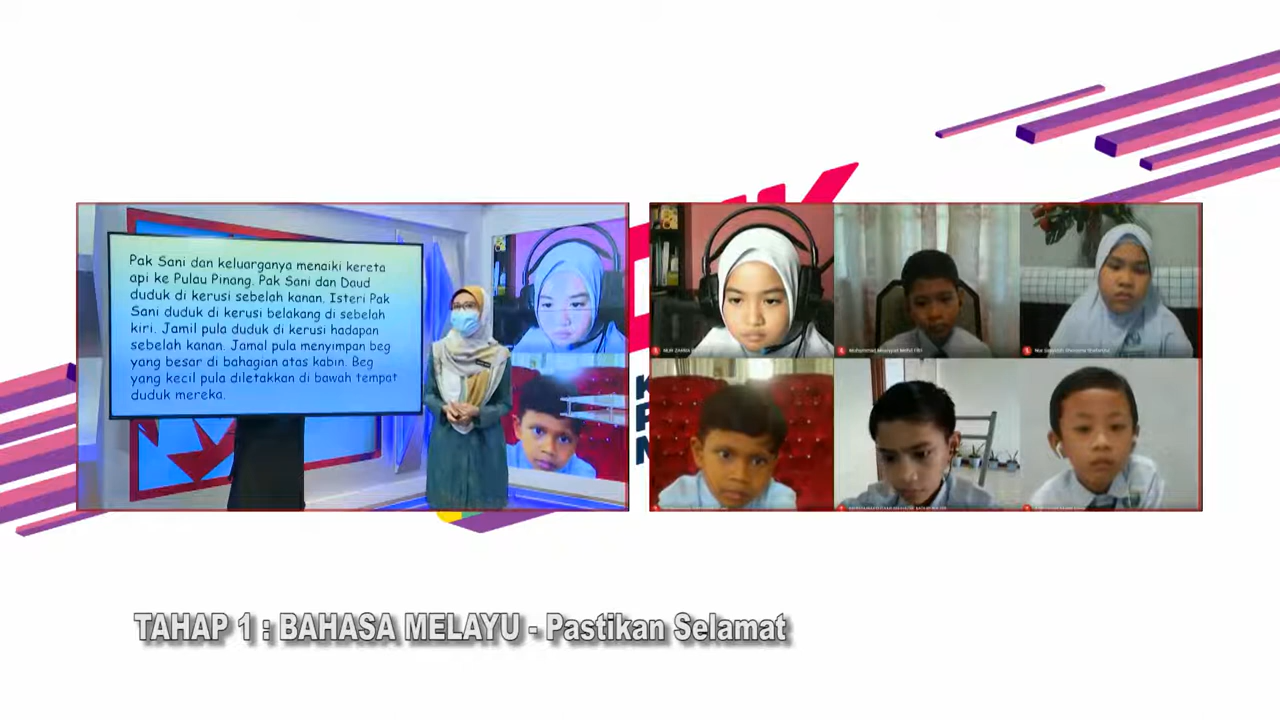 Pak Sani dan keluarganya menaiki kereta
api ke Pulau Pinang. Pak Sani dan Daud
duduk di kerusi sebelah kanan. Isteri Pak
Sani duduk di kerusi belakang di sebelah
kiri. Jamil pula duduk di kerusi hadapan
sebelah kanan. Jamal pula menyimpan beg
yang besar di bahagian atas kabin. Beg
yang kecil pula diletakkan di bawah tempat
duduk mereka.
NUR ZAHRA
TAHAP 1 : BAHASA MELAYU - Pastikan Selamat